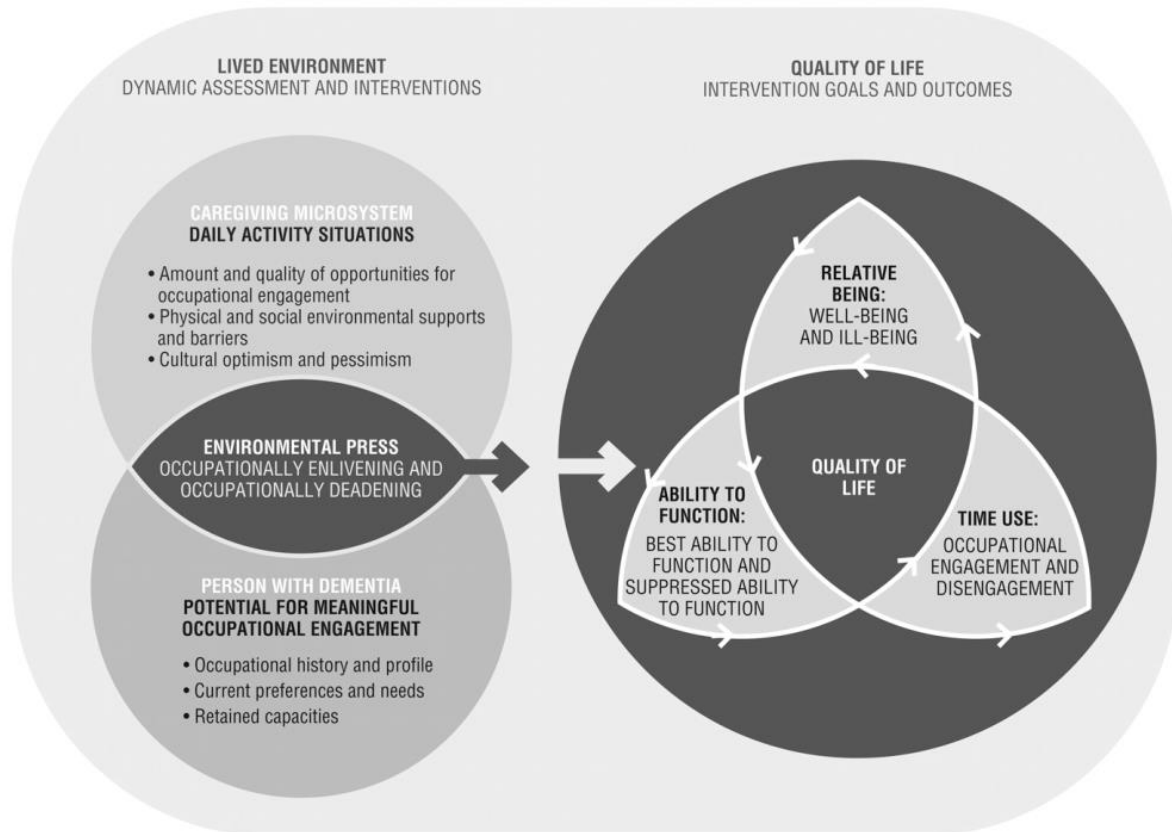 LIVED ENVIRONMENT
DYNAMIC ASSESSMENT AND INTERVENTIONS
CAREGIVING MICROSYSTEM
DAILY ACTIVITY SITUATIONS
• Amount and quality of opportunities for
occupational engagement
• Physical and social environmental supports
and barriers
• Cultural optimism and pessimism
ENVIRONMENTAL PRESS
OCCUPATIONALLY ENLIVENING AND
OCCUPATIONALLY DEADENING
PERSON WITH DEMENTIA
POTENTIAL FOR MEANINGFUL
OCCUPATIONAL ENGAGEMENT
• Occupational history and profile
• Current preferences and needs
• Retained capacities
QUALITY OF LIFE
INTERVENTION GOALS AND OUTCOMES
RELATIVE
BEING:
WELL-BEING
AND ILL-BEING
QUALITY OF
LIFE
ABILITY TO
FUNCTION:
BEST ABILITY TO
FUNCTION AND
SUPPRESSED ABILITY
TO FUNCTION
TIME USE:
OCCUPATIONAL
ENGAGEMENT AND
DISENGAGEMENT